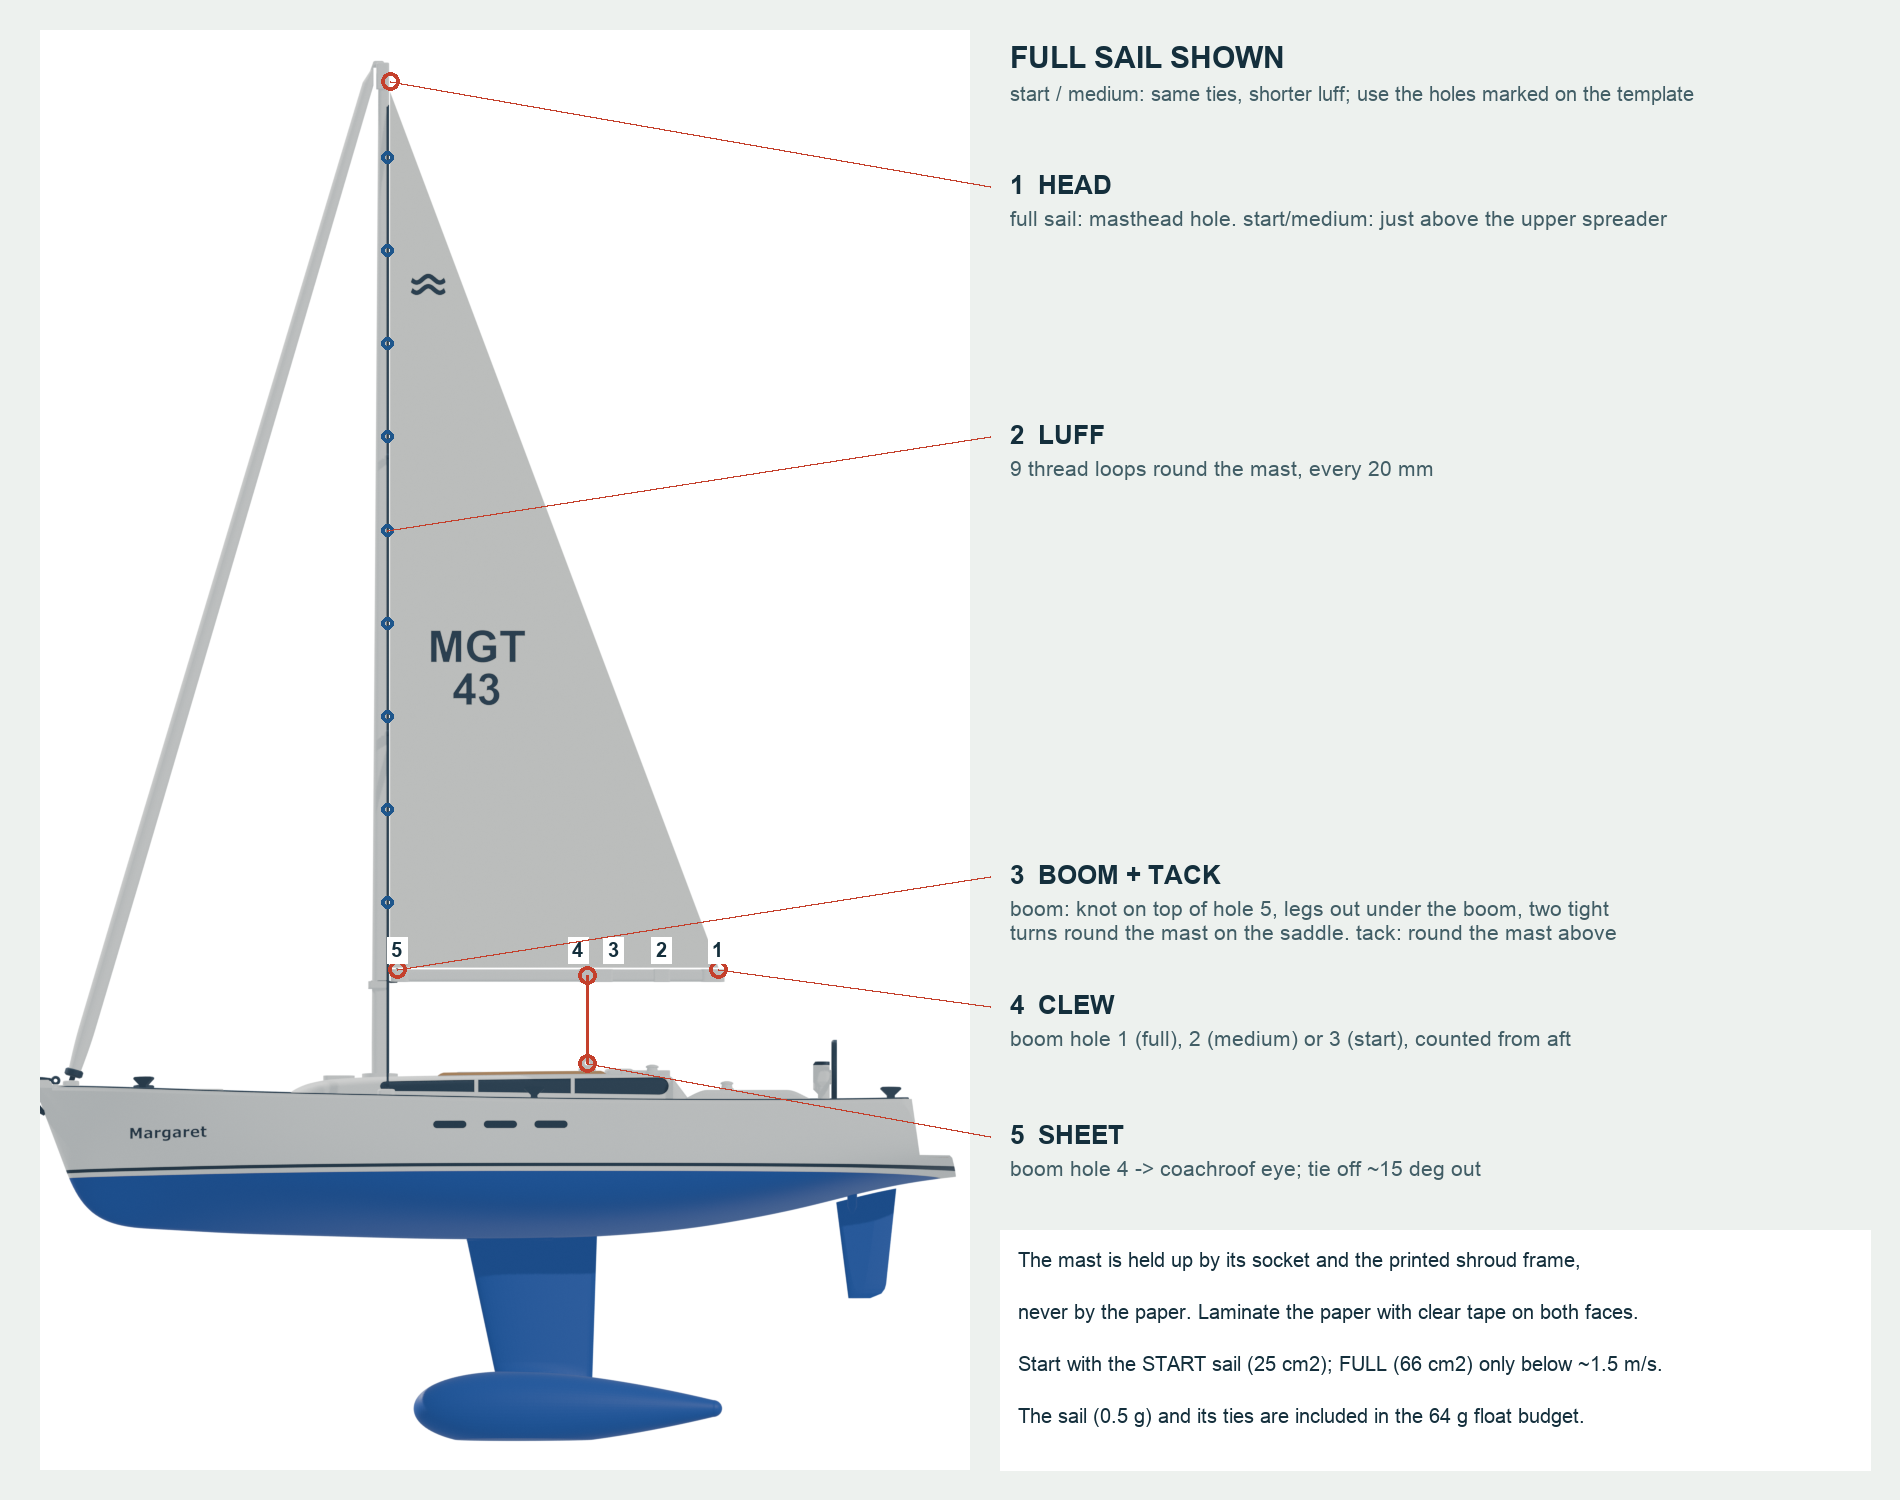 FULL SAIL SHOWN
start / medium: same ties, shorter luff; use the holes marked on the template
1 HEAD
full sail: masthead hole. start/medium: just above the upper spreader
2 LUFF
9 thread loops round the mast, every 20 mm
MGT
43
3 BOOM + TACK
boom: knot on top of hole 5, legs out under the boom, two tight
turns round the mast on the saddle. tack: round the mast above
5 4 3 2 1
4 CLEW
boom hole 1 (full), 2 (medium) or 3 (start), counted from aft
Margaret
5 SHEET
boom hole 4 -> coachroof eye; tie off ~15 deg out
The mast is held up by its socket and the printed shroud frame,
never by the paper. Laminate the paper with clear tape on both faces.
Start with the START sail (25 cm2); FULL (66 cm2) only below ~1.5 m/s.
The sail (0.5 g) and its ties are included in the 64 g float budget.